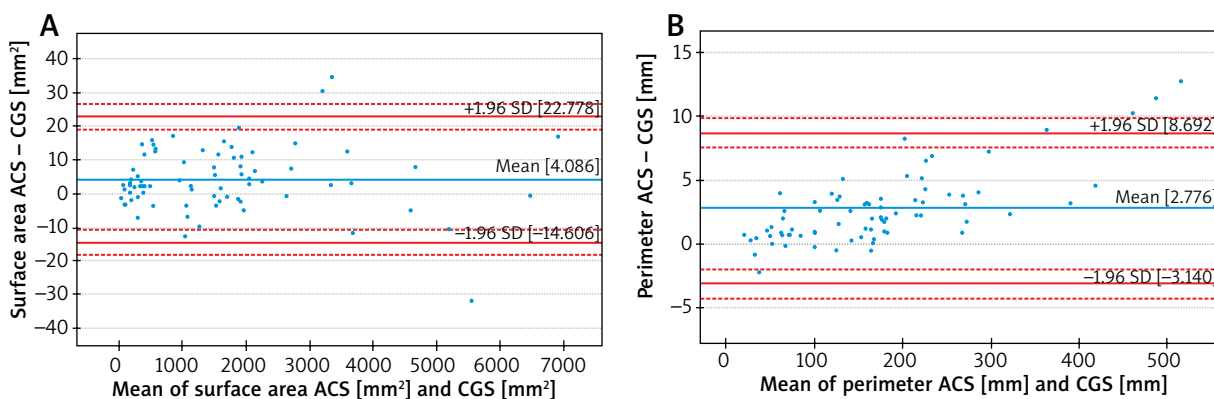 A
Surface area ACS – CGS [mm²]
40
30
20
10
0
–10
–20
–30
–40
+1.96 SD [22.778]
Mean [4.086]
–1.96 SD [–14.606]
0 1000 2000 3000 4000 5000 6000 7000
Mean of surface area ACS [mm²] and CGS [mm²]
B
Perimeter ACS – CGS [mm]
15
10
5
0
–5
+1.96 SD [8.692]
Mean [2.776]
–1.96 SD [–3.140]
0 100 200 300 400 500
Mean of perimeter ACS [mm] and CGS [mm]